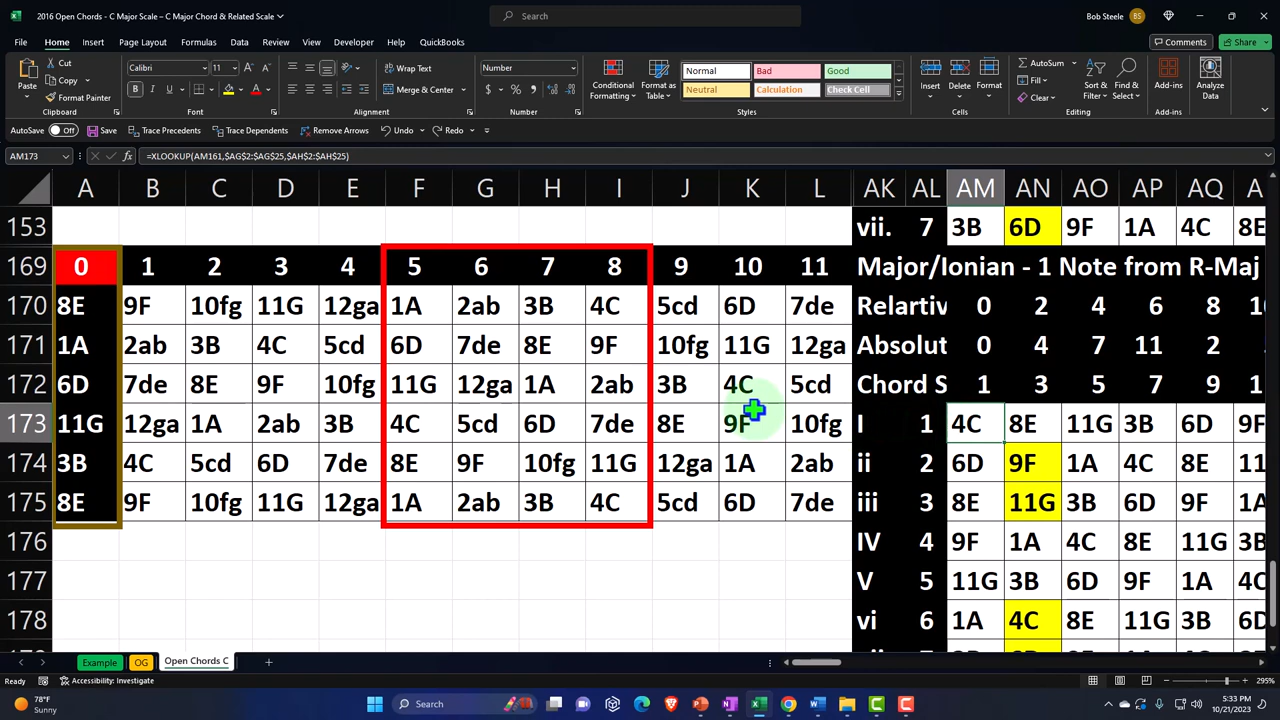 2016 Open Chords - C Major Scale – C Major Chord & Related Scale
Search
Bob Steele BS
File Home Insert Page Layout Formulas Data Review View Developer Help QuickBooks
Comments Share
Paste Cut Copy Format Painter Clipboard
Calibri 11 B I U Font
Wrap Text Merge & Center Alignment
Number $ % Number
Conditional Formatting Format as Table
Normal Bad Good
Neutral Calculation Check Cell
Styles
Insert Delete Format Cells
AutoSum Fill Clear Sort & Filter Find & Select Editing
Add-ins Add-ins
Analyze Data
AutoSave Off Save Trace Precedents Trace Dependents Remove Arrows Undo Redo
AM173 fx =XLOOKUP(AM161,$AG$2:$AG$25,$AH$2:$AH$25)
A B C D E F G H I J K L AK AL AM AN AO AP AQ A
153 vii. 7 3B 6D 9F 1A 4C 8E
169 0 1 2 3 4 5 6 7 8 9 10 11 Major/Ionian - 1 Note from R-Maj
170 8E 9F 10fg 11G 12ga 1A 2ab 3B 4C 5cd 6D 7de Relartiv 0 2 4 6 8 10
171 1A 2ab 3B 4C 5cd 6D 7de 8E 9F 10fg 11G 12ga Absolut 0 4 7 11 2
172 6D 7de 8E 9F 10fg 11G 12ga 1A 2ab 3B 4C 5cd Chord S 1 3 5 7 9 1
173 11G 12ga 1A 2ab 3B 4C 5cd 6D 7de 8E 9F 10fg I 1 4C 8E 11G 3B 6D 9F
174 3B 4C 5cd 6D 7de 8E 9F 10fg 11G 12ga 1A 2ab ii 2 6D 9F 1A 4C 8E 11
175 8E 9F 10fg 11G 12ga 1A 2ab 3B 4C 5cd 6D 7de iii 3 8E 11G 3B 6D 9F 1A
176 IV 4 9F 1A 4C 8E 11G 3B
177 V 5 11G 3B 6D 9F 1A 4C
178 vi 6 1A 4C 8E 11G 3B 6D
Example OG Open Chords C
Ready Accessibility: Investigate 295%
78°F
Sunny
Search
5:33 PM
10/21/2023